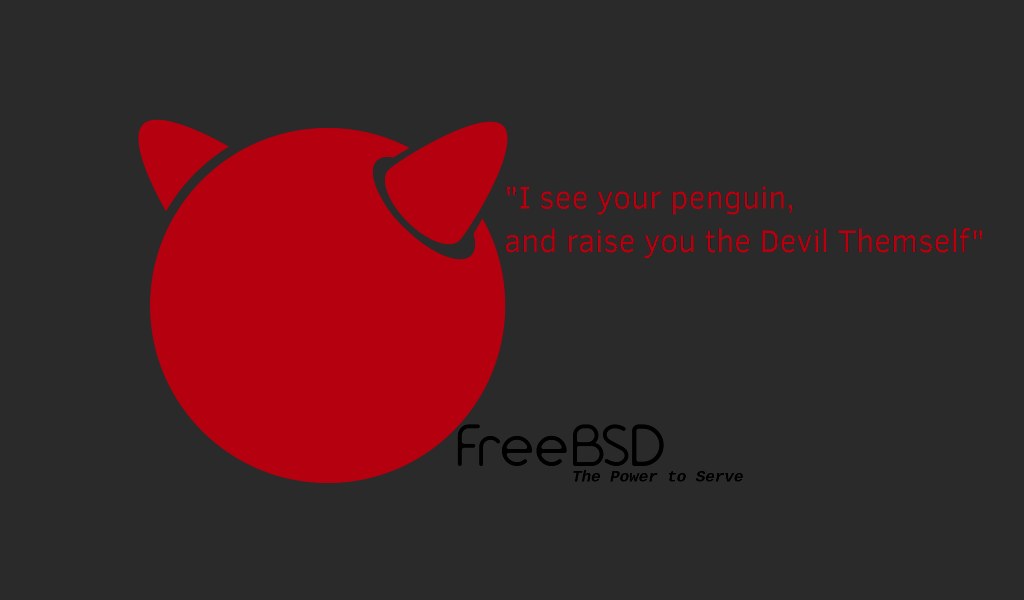 "I see your penguin,
and raise you the Devil Themself"
FreeBSD
The Power to Serve